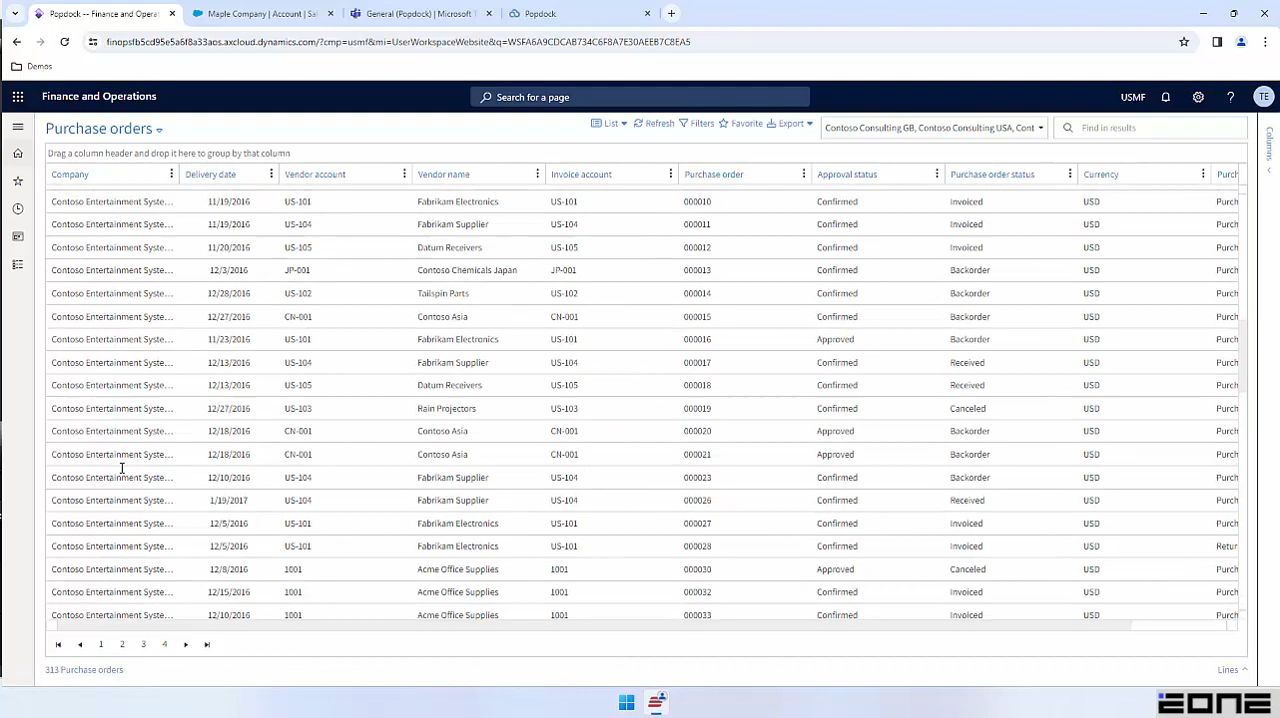 Popdock -- Finance and Operat
Maple Company | Account | Sal
General (Popdock) | Microsoft T
Popdock
finopsfb5cd95e5a6f8a33aos.axcloud.dynamics.com/?cmp=usmf&mi=UserWorkspaceWebsite&q=WSFA6A9CDCAB734C6F8A7E30AEEB7C8EA5
Demos
Finance and Operations
Search for a page
USMF
?
TE
Purchase orders
List
Refresh
Filters
Favorite
Export
Contoso Consulting GB, Contoso Consulting USA, Cont
Find in results
Columns
Drag a column header and drop it here to group by that column
Company Delivery date Vendor account Vendor name Invoice account Purchase order Approval status Purchase order status Currency Purch
Contoso Entertainment Syste... 11/19/2016 US-101 Fabrikam Electronics US-101 000010 Confirmed Invoiced USD Purch
Contoso Entertainment Syste... 11/19/2016 US-104 Fabrikam Supplier US-104 000011 Confirmed Invoiced USD Purch
Contoso Entertainment Syste... 11/20/2016 US-105 Datum Receivers US-105 000012 Confirmed Invoiced USD Purch
Contoso Entertainment Syste... 12/3/2016 JP-001 Contoso Chemicals Japan JP-001 000013 Confirmed Backorder USD Purch
Contoso Entertainment Syste... 12/28/2016 US-102 Tailspin Parts US-102 000014 Confirmed Backorder USD Purch
Contoso Entertainment Syste... 12/27/2016 CN-001 Contoso Asia CN-001 000015 Confirmed Backorder USD Purch
Contoso Entertainment Syste... 11/23/2016 US-101 Fabrikam Electronics US-101 000016 Approved Backorder USD Purch
Contoso Entertainment Syste... 12/13/2016 US-104 Fabrikam Supplier US-104 000017 Confirmed Received USD Purch
Contoso Entertainment Syste... 12/13/2016 US-105 Datum Receivers US-105 000018 Confirmed Received USD Purch
Contoso Entertainment Syste... 12/27/2016 US-103 Rain Projectors US-103 000019 Confirmed Canceled USD Purch
Contoso Entertainment Syste... 12/18/2016 CN-001 Contoso Asia CN-001 000020 Approved Backorder USD Purch
Contoso Entertainment Syste... 12/18/2016 CN-001 Contoso Asia CN-001 000021 Approved Backorder USD Purch
Contoso Entertainment Syste... 12/10/2016 US-104 Fabrikam Supplier US-104 000023 Confirmed Backorder USD Purch
Contoso Entertainment Syste... 1/19/2017 US-104 Fabrikam Supplier US-104 000026 Confirmed Received USD Purch
Contoso Entertainment Syste... 12/5/2016 US-101 Fabrikam Electronics US-101 000027 Confirmed Invoiced USD Purch
Contoso Entertainment Syste... 12/5/2016 US-101 Fabrikam Electronics US-101 000028 Confirmed Invoiced USD Retur
Contoso Entertainment Syste... 12/8/2016 1001 Acme Office Supplies 1001 000030 Approved Canceled USD Purch
Contoso Entertainment Syste... 12/15/2016 1001 Acme Office Supplies 1001 000032 Confirmed Invoiced USD Purch
Contoso Entertainment Syste... 12/10/2016 1001 Acme Office Supplies 1001 000033 Confirmed Invoiced USD Purch
1 2 3 4
313 Purchase orders
Lines
eone